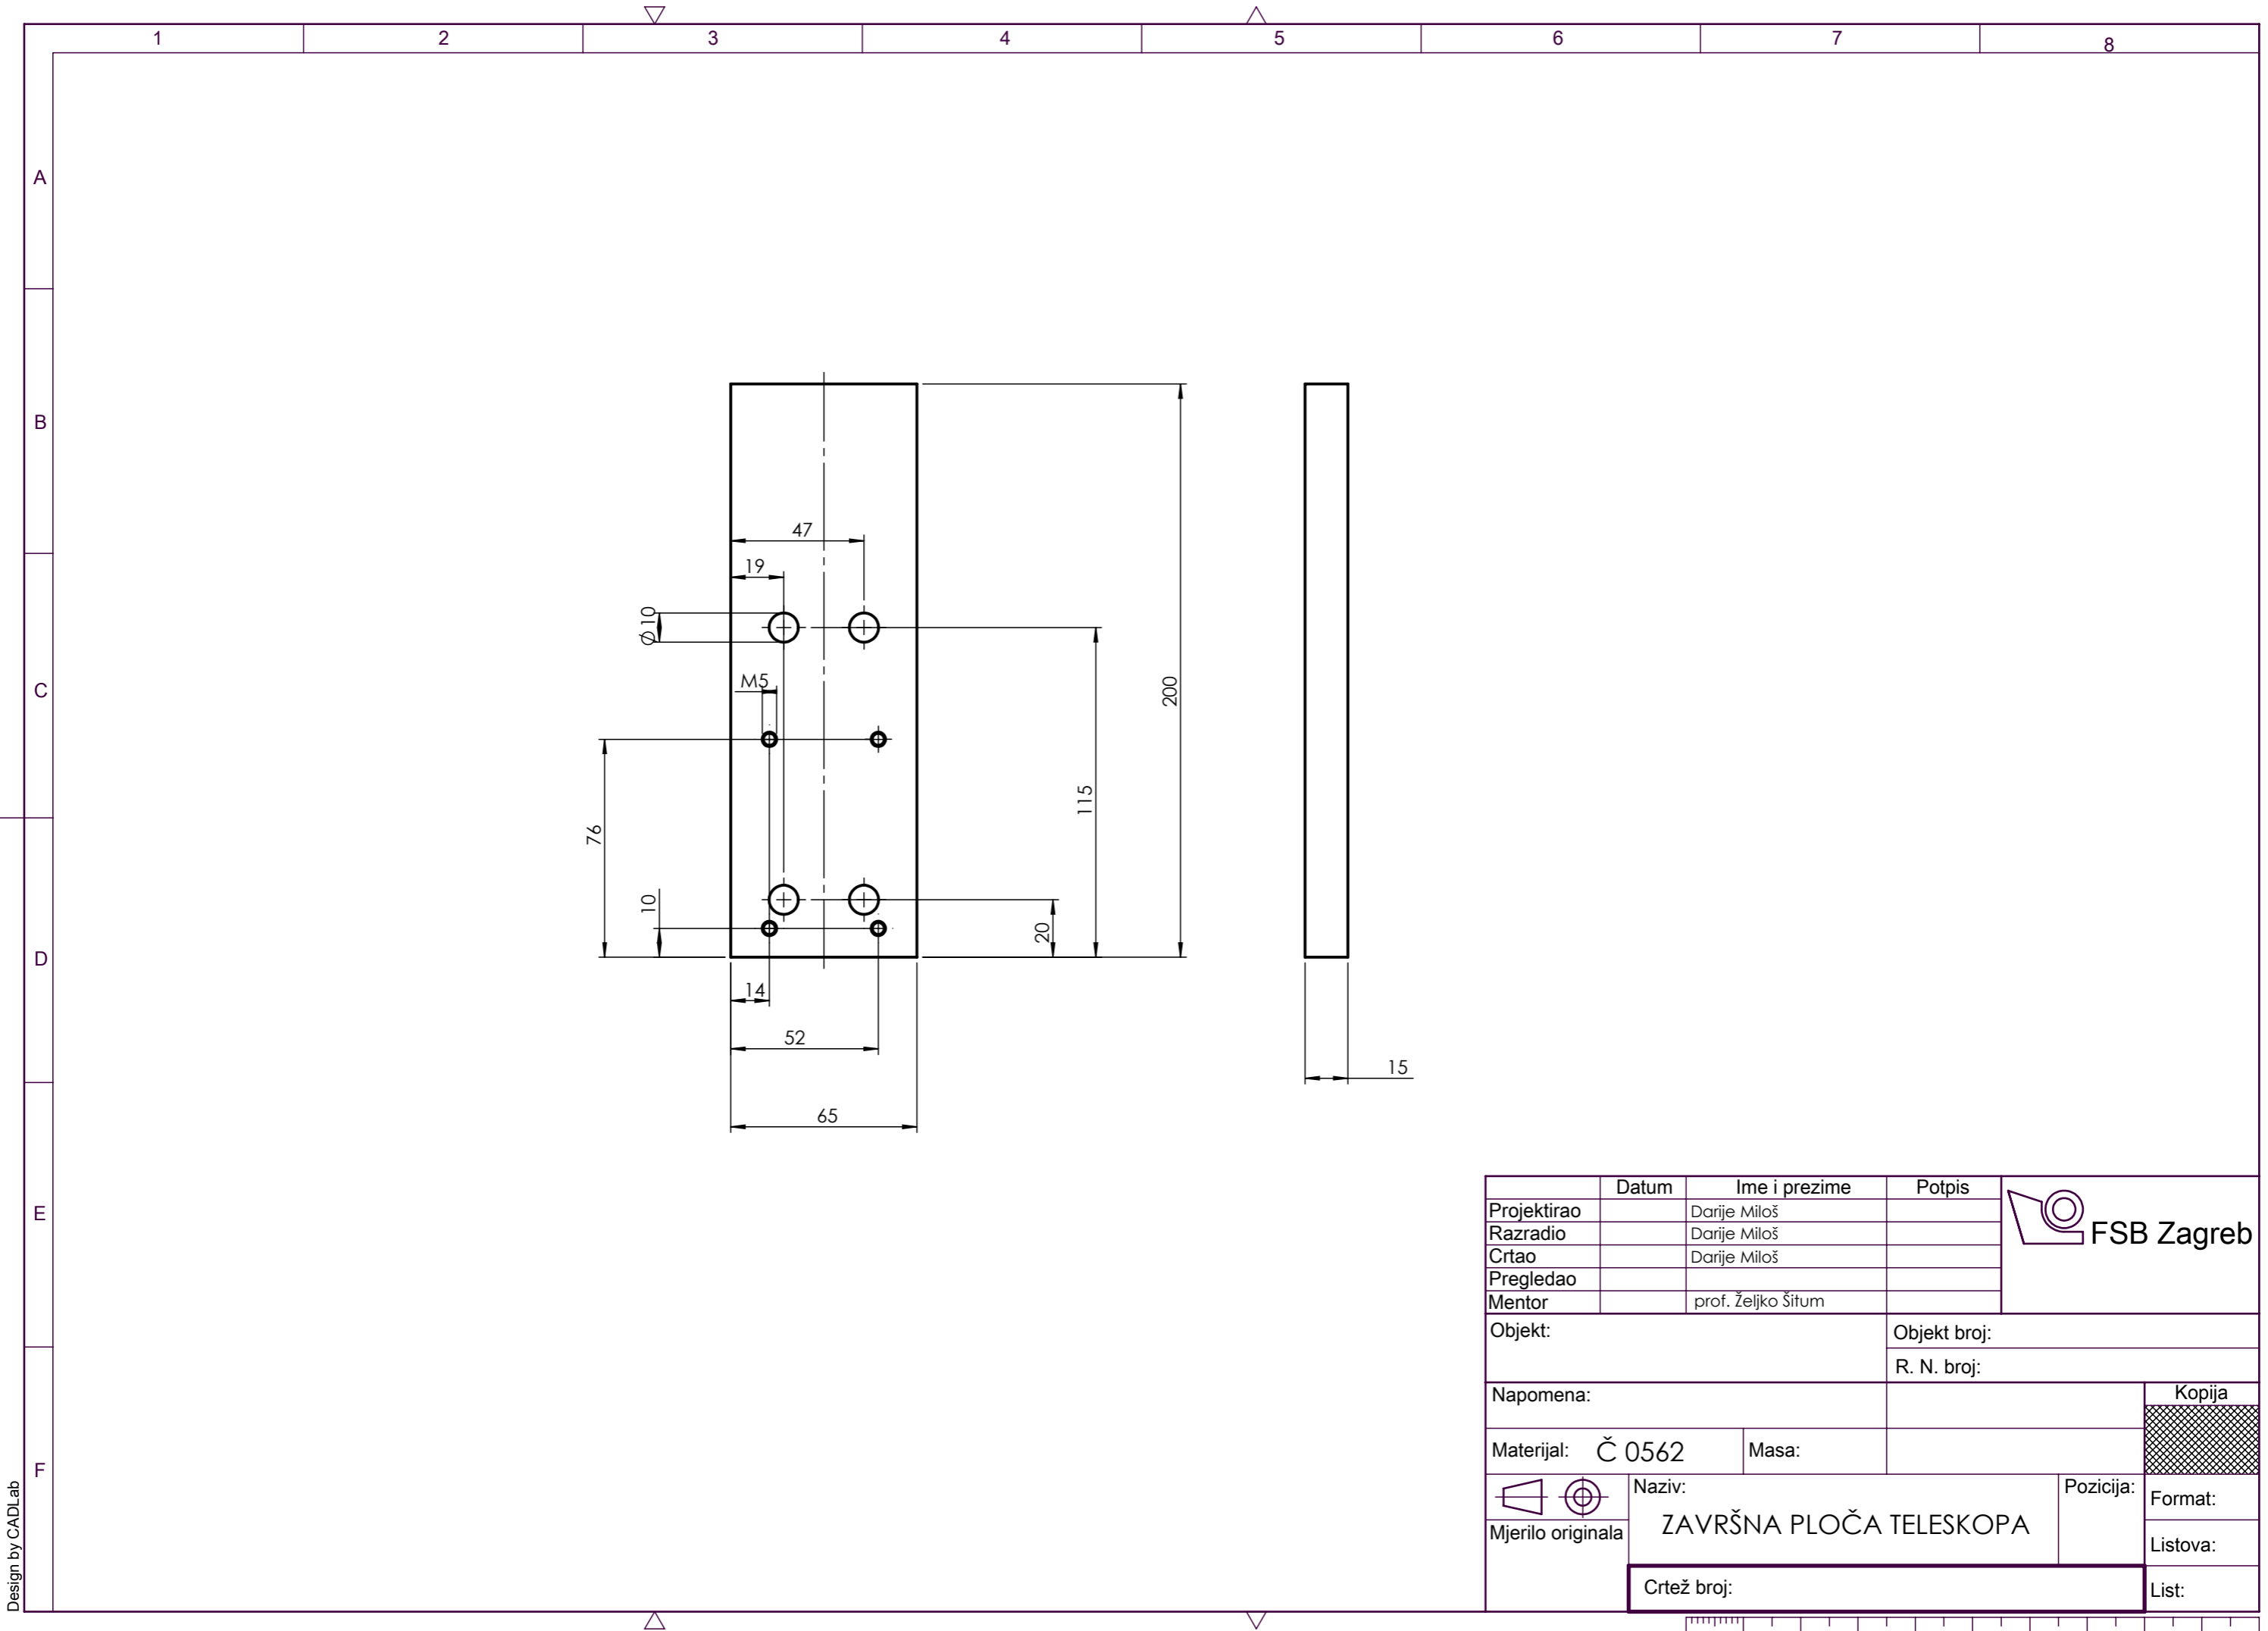 1 2 3 4 5 6 7 8
A
B
C
D
E
F
47
19
Ø10
M5
76
10
14
52
65
20
115
200
15
Datum Ime i prezime Potpis
Projektirao Darije Miloš
Razradio Darije Miloš
Crtao Darije Miloš
Pregledao
Mentor prof. Željko Šitum
FSB Zagreb
Objekt:
Objekt broj:
R. N. broj:
Napomena:
Kopija
Materijal: Č 0562 Masa:
Naziv:
ZAVRŠNA PLOČA TELESKOPA
Pozicija:
Format:
Mjerilo originala
Listova:
Crtež broj:
List:
Design by CADLab